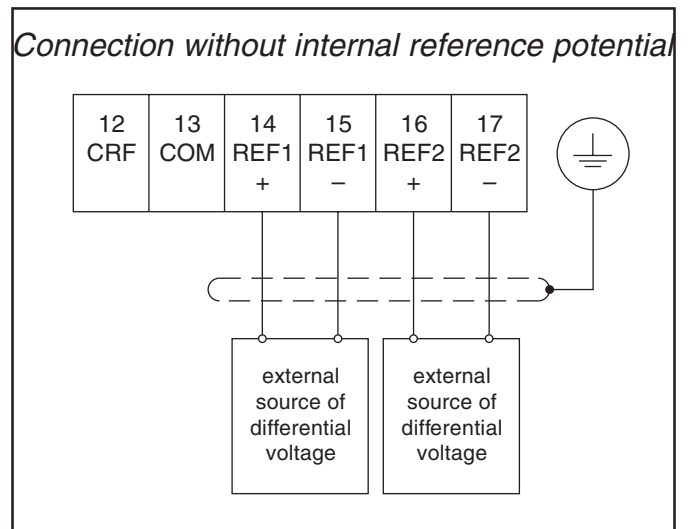 Connection without internal reference potential
12 13 14 15 16 17
CRF COM REF1 REF1 REF2 REF2
+ – + –
external external
source of source of
differential differential
voltage voltage